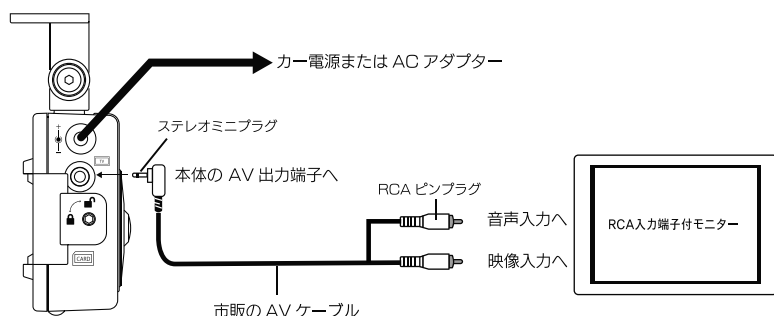 カー電源または AC アダプター
ステレオミニプラグ
TV
本体の AV 出力端子へ
RCA ピンプラグ
音声入力へ
RCA入力端子付モニター
映像入力へ
CARD
市販の AV ケーブル